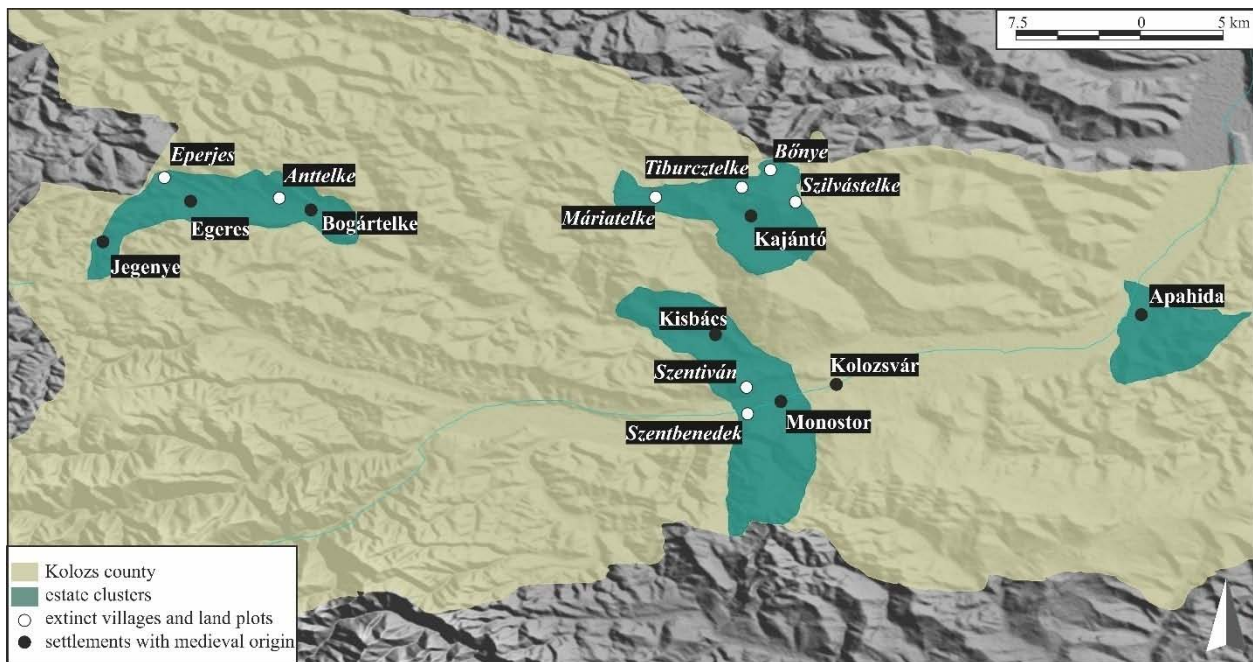 7.5 0 5 km
Eperjes
Anttelke
Egeres
Bogártelke
Jegenye
Bőnye
Tiburcztelke
Szilvástelke
Máriatelke
Kajántó
Apahida
Kisbács
Szentiván
Kolozsvár
Monostor
Szentbenedek
Kolozs county
estate clusters
extinct villages and land plots
settlements with medieval origin